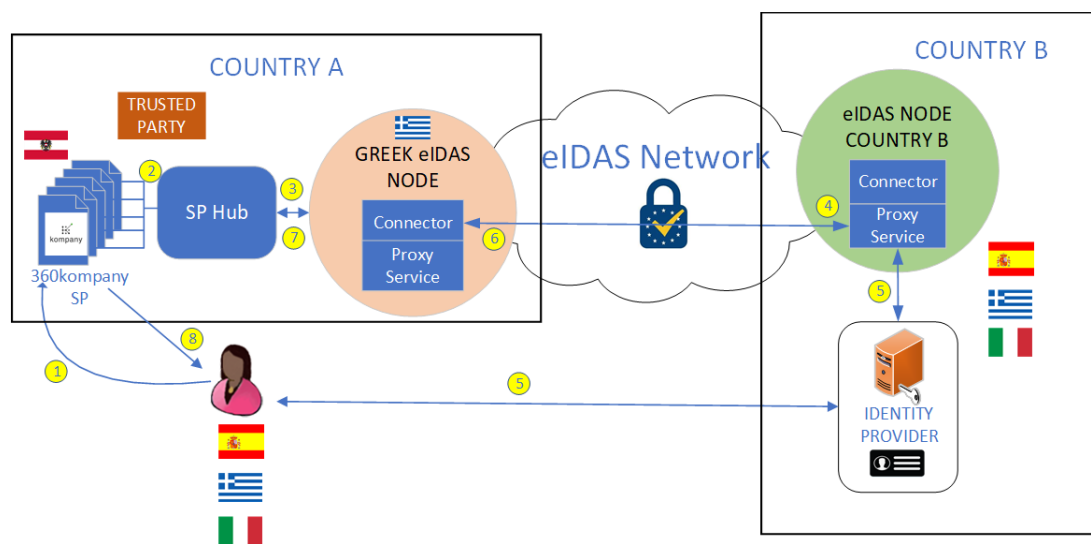 COUNTRY A
TRUSTED
PARTY
2
SP Hub
3
7
kompany
360kompany
SP
GREEK eIDAS
NODE
Connector
Proxy
Service
6
eIDAS Network
COUNTRY B
eIDAS NODE
COUNTRY B
Connector
Proxy
Service
4
5
IDENTITY
PROVIDER
1
8
5